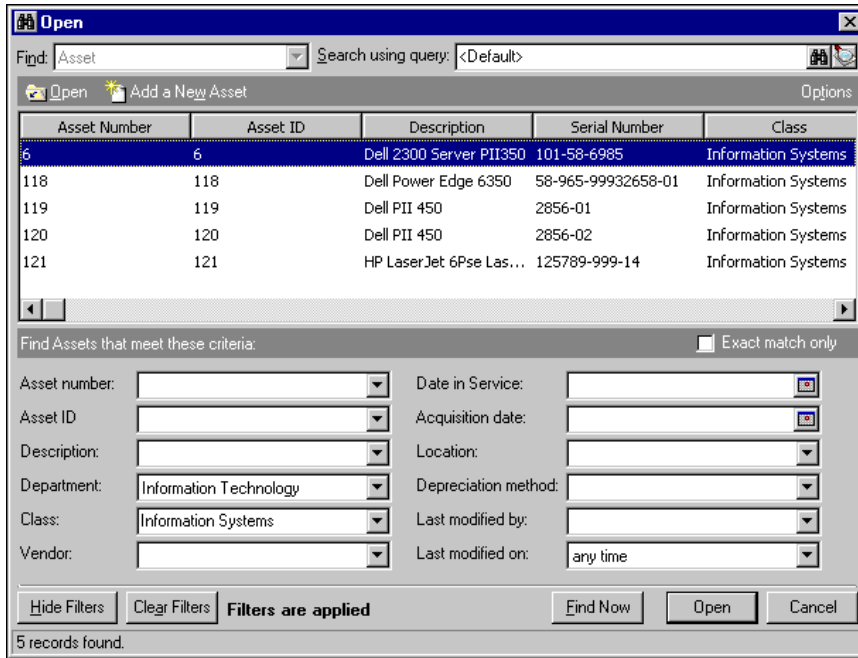 Open
Find: Asset Search using query: <Default>
Open Add a New Asset Options
Asset Number Asset ID Description Serial Number Class
6 6 Dell 2300 Server PII350 101-58-6985 Information Systems
118 118 Dell Power Edge 6350 58-965-99932658-01 Information Systems
119 119 Dell PII 450 2856-01 Information Systems
120 120 Dell PII 450 2856-02 Information Systems
121 121 HP LaserJet 6Pse Las... 125789-999-14 Information Systems
Find Assets that meet these criteria: Exact match only
Asset number: Date in Service:
Asset ID Acquisition date:
Description: Location:
Department: Information Technology Depreciation method:
Class: Information Systems Last modified by:
Vendor: Last modified on: any time
Hide Filters Clear Filters Filters are applied Find Now Open Cancel
5 records found.